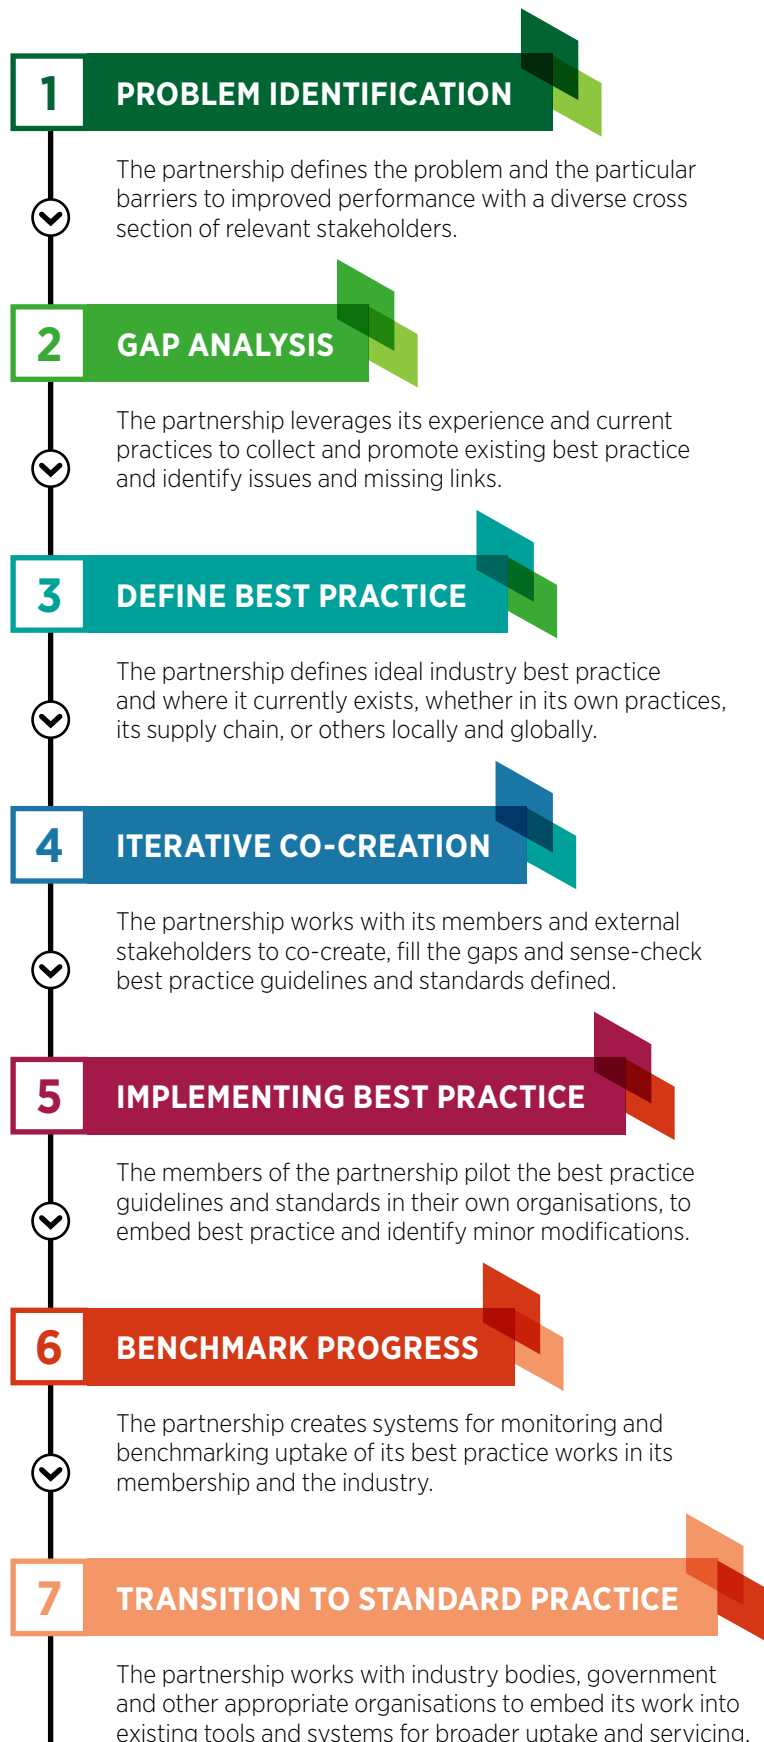 1
PROBLEM IDENTIFICATION
The partnership defines the problem and the particular
barriers to improved performance with a diverse cross
section of relevant stakeholders.
2
GAP ANALYSIS
The partnership leverages its experience and current
practices to collect and promote existing best practice
and identify issues and missing links.
3
DEFINE BEST PRACTICE
The partnership defines ideal industry best practice
and where it currently exists, whether in its own practices,
its supply chain, or others locally and globally.
4
ITERATIVE CO-CREATION
The partnership works with its members and external
stakeholders to co-create, fill the gaps and sense-check
best practice guidelines and standards defined.
5
IMPLEMENTING BEST PRACTICE
The members of the partnership pilot the best practice
guidelines and standards in their own organisations, to
embed best practice and identify minor modifications.
6
BENCHMARK PROGRESS
The partnership creates systems for monitoring and
benchmarking uptake of its best practice works in its
membership and the industry.
7
TRANSITION TO STANDARD PRACTICE
The partnership works with industry bodies, government
and other appropriate organisations to embed its work into
existing tools and systems for broader uptake and servicing.